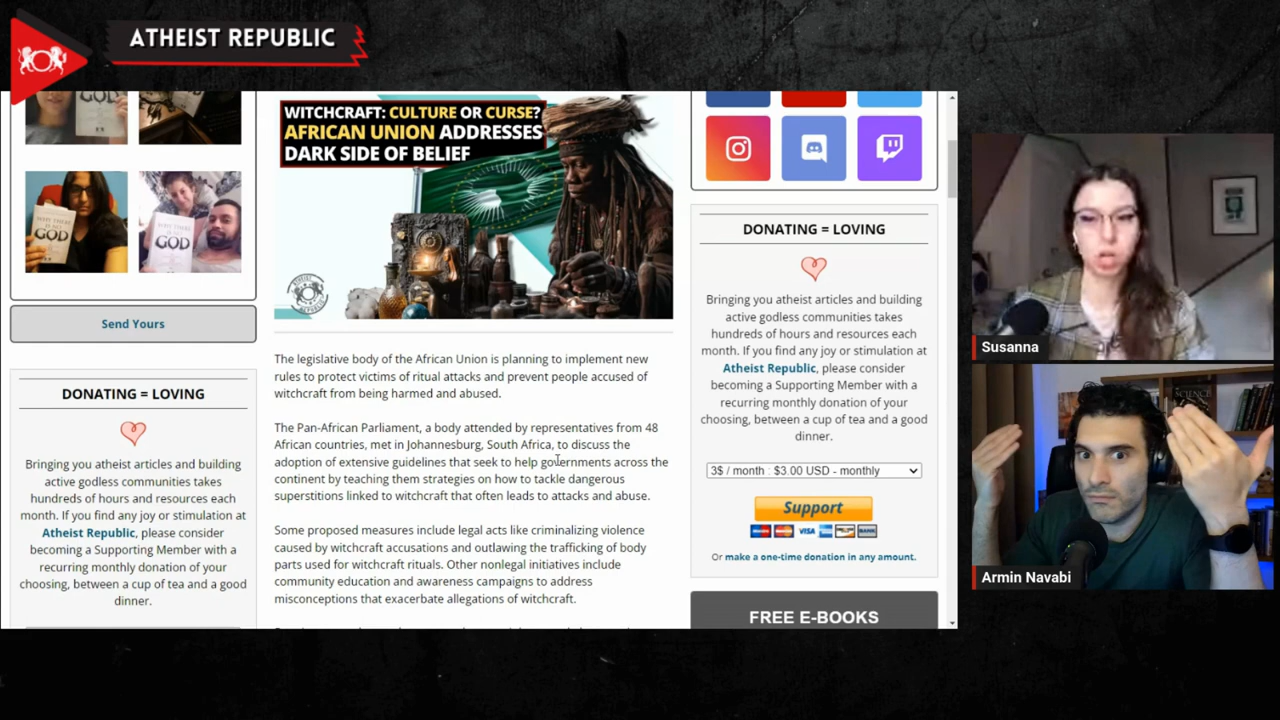 ATHEIST REPUBLIC
GOD
GOD
WHY THERE
IS NO
GOD
GOD
Send Yours
DONATING = LOVING
Bringing you atheist articles and building
active godless communities takes
hundreds of hours and resources each
month. If you find any joy or stimulation at
Atheist Republic, please consider
becoming a Supporting Member with a
recurring monthly donation of your
choosing, between a cup of tea and a good
dinner.
WITCHCRAFT: CULTURE OR CURSE?
AFRICAN UNION ADDRESSES
DARK SIDE OF BELIEF
The legislative body of the African Union is planning to implement new
rules to protect victims of ritual attacks and prevent people accused of
witchcraft from being harmed and abused.
The Pan-African Parliament, a body attended by representatives from 48
African countries, met in Johannesburg, South Africa, to discuss the
adoption of extensive guidelines that seek to help governments across the
continent by teaching them strategies on how to tackle dangerous
superstitions linked to witchcraft that often leads to attacks and abuse.
Some proposed measures include legal acts like criminalizing violence
caused by witchcraft accusations and outlawing the trafficking of body
parts used for witchcraft rituals. Other nonlegal initiatives include
community education and awareness campaigns to address
misconceptions that exacerbate allegations of witchcraft.
DONATING = LOVING
Bringing you atheist articles and building
active godless communities takes
hundreds of hours and resources each
month. If you find any joy or stimulation at
Atheist Republic, please consider
becoming a Supporting Member with a
recurring monthly donation of your
choosing, between a cup of tea and a good
dinner.
3$ / month : $3.00 USD - monthly
Support
VISA
BANK
Or make a one-time donation in any amount.
FREE E-BOOKS
Susanna
SCIENCE
Armin Navabi